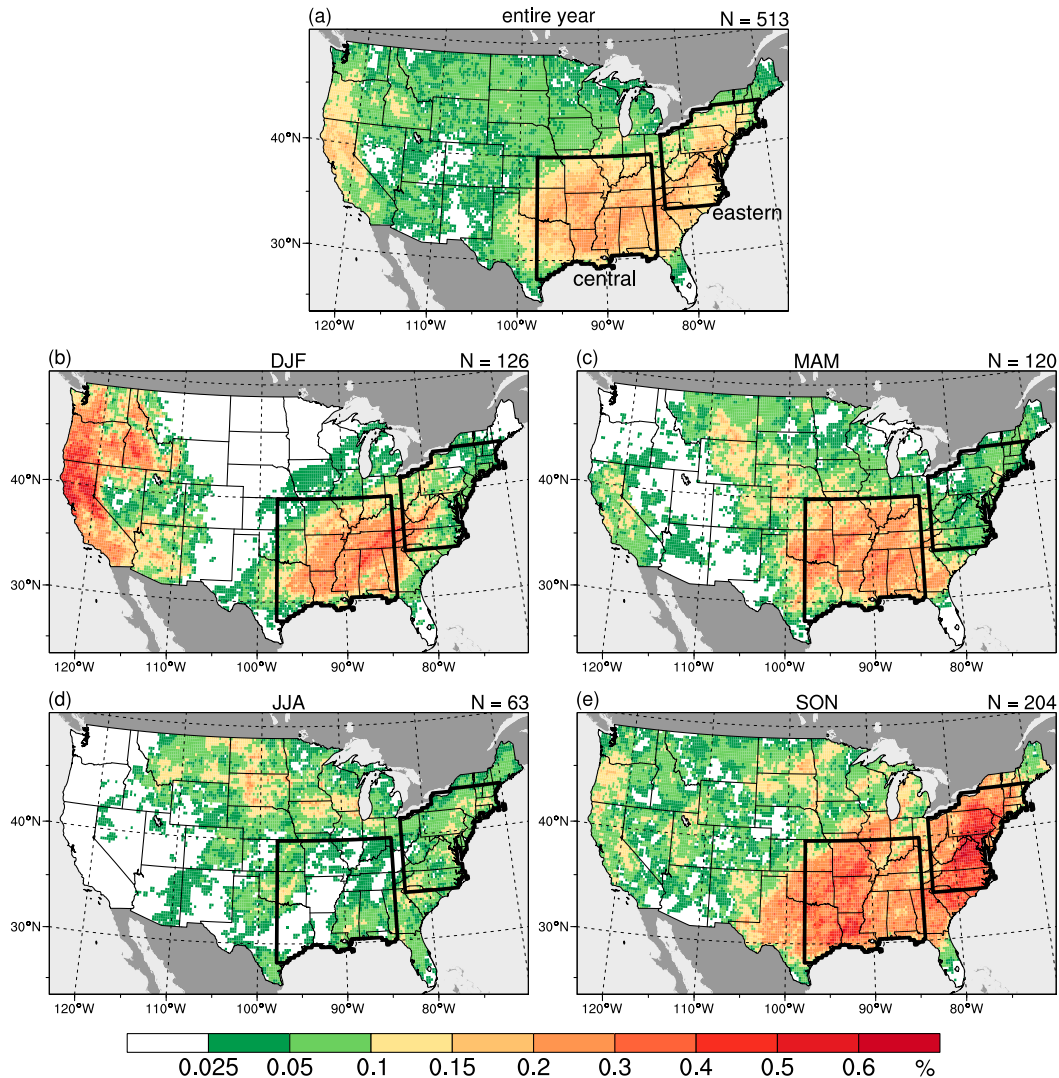 (a) entire year N = 513
40°N
30°N
eastern
central
120°W 110°W 100°W 90°W 80°W
(b) DJF N = 126
(c) MAM N = 120
40°N
30°N
40°N
30°N
120°W 110°W 100°W 90°W 80°W
120°W 110°W 100°W 90°W 80°W
(d) JJA N = 63
(e) SON N = 204
40°N
30°N
40°N
30°N
120°W 110°W 100°W 90°W 80°W
120°W 110°W 100°W 90°W 80°W
0.025 0.05 0.1 0.15 0.2 0.3 0.4 0.5 0.6 %